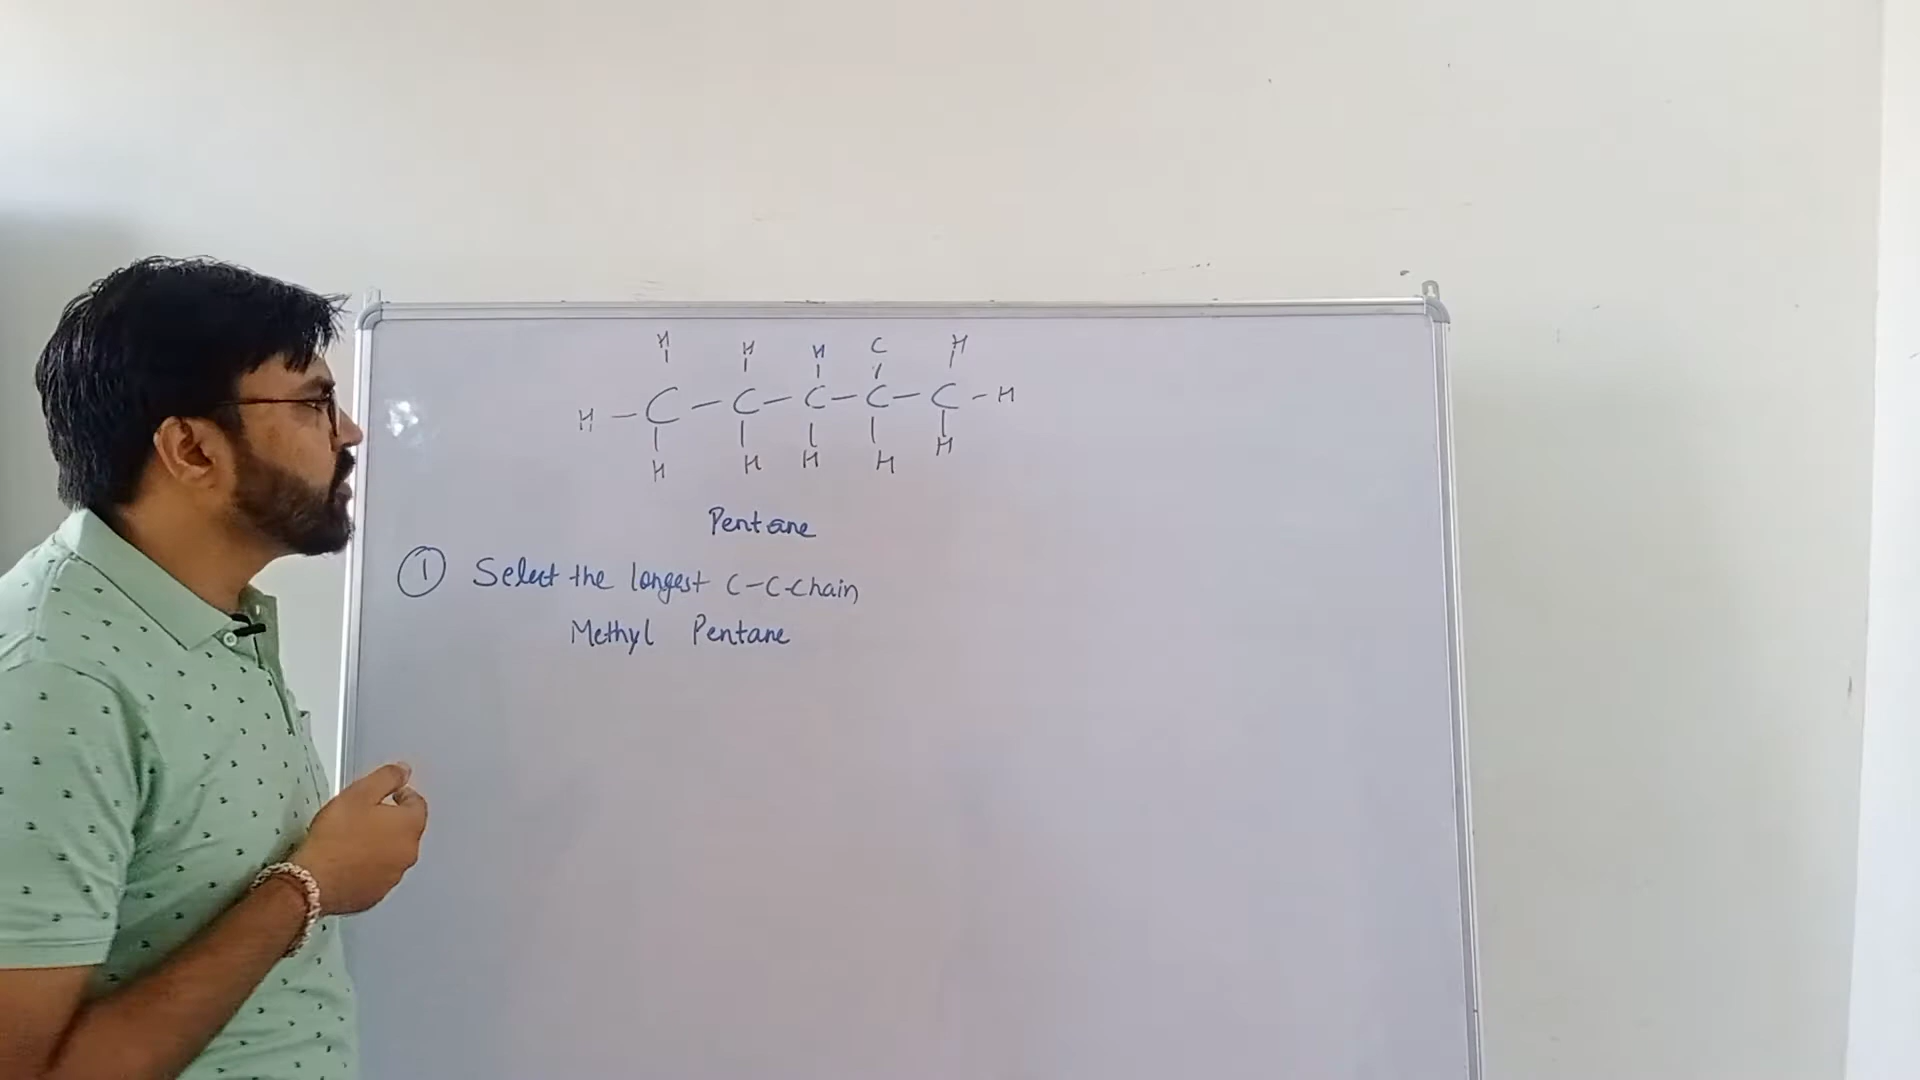 H H H C H
H - C - C - C - C - C - H
H H H H H
Pentane
① Select the longest C-C-Chain
Methyl Pentane